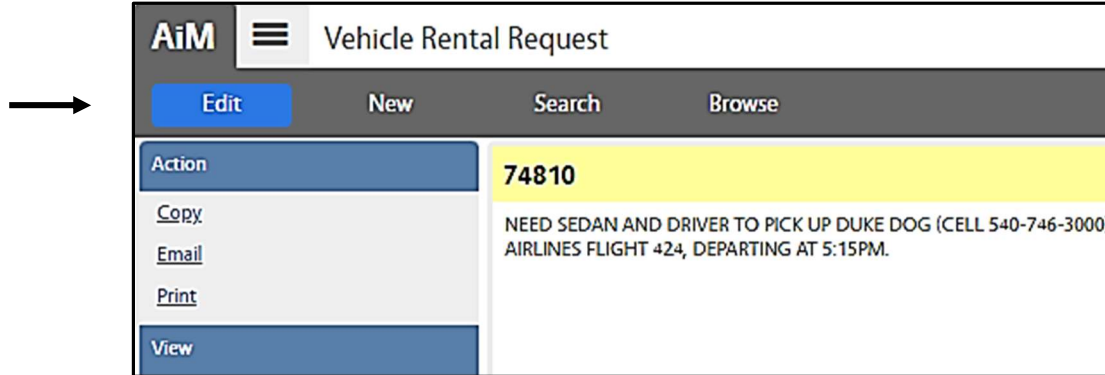 AiM Vehicle Rental Request
Edit New Search Browse
Action
74810
Copy
NEED SEDAN AND DRIVER TO PICK UP DUKE DOG (CELL 540-746-3000
AIRLINES FLIGHT 424, DEPARTING AT 5:15PM.
Email
Print
View